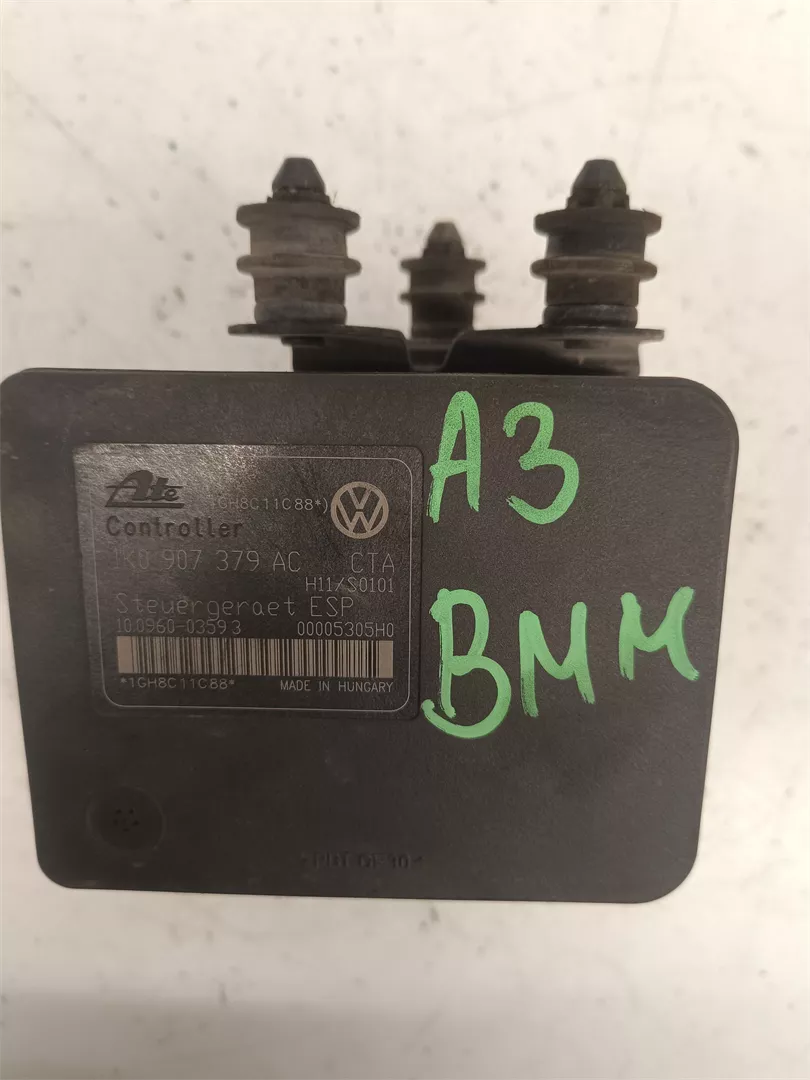 Ate
1GH8C11C88*)
Controller
1K0 907 379 AC CTA
H11/S0101
Steuergeraet ESP
10.0960-0359.3 00005305H0
*1GH8C11C88* MADE IN HUNGARY
A3
BMM